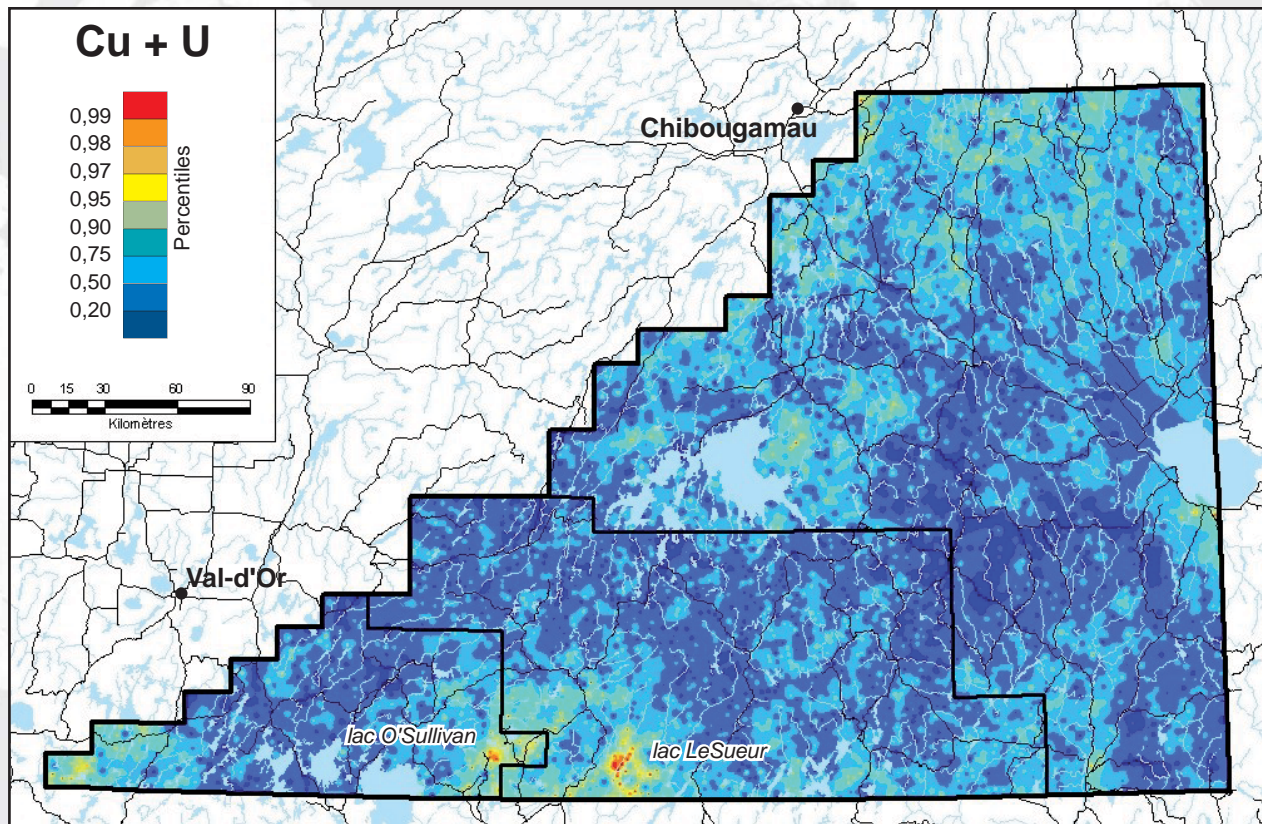 Cu + U
0,99
0,98
0,97
0,95
0,90
0,75
0,50
0,20
Percentiles
0 15 30 60 90
Kilomètres
Chibougamau
Val-d'Or
lac O'Sullivan
lac LeSueur